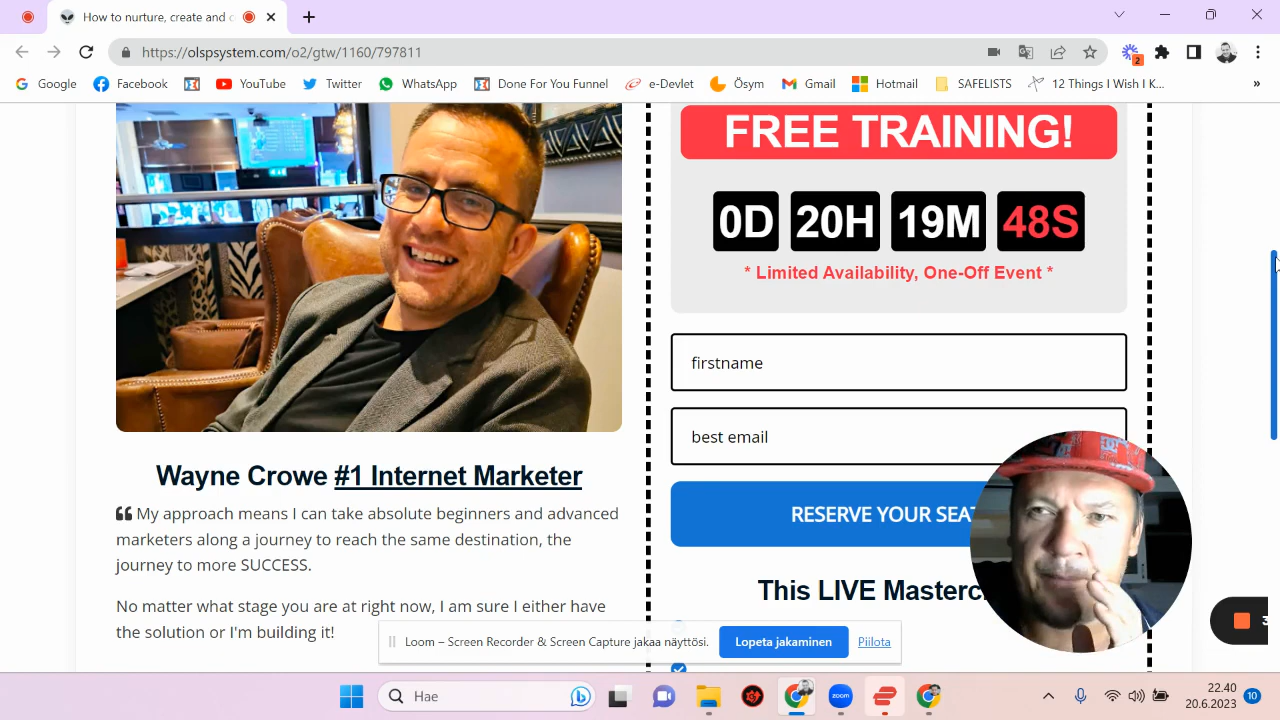 How to nurture, create and c
https://olspsystem.com/o2/gtw/1160/797811
2
Google
Facebook
YouTube
Twitter
WhatsApp
Done For You Funnel
e-Devlet
Ösym
Gmail
Hotmail
SAFELISTS
12 Things I Wish I K...
»
FREE TRAINING!
0D 20H 19M 48S
* Limited Availability, One-Off Event *
firstname
best email
RESERVE YOUR SEAT
This LIVE Masterc
Wayne Crowe #1 Internet Marketer
My approach means I can take absolute beginners and advanced
marketers along a journey to reach the same destination, the
journey to more SUCCESS.
No matter what stage you are at right now, I am sure I either have
the solution or I'm building it!
Loom – Screen Recorder & Screen Capture jakaa näyttösi.
Lopeta jakaminen
Piilota
Hae
zoom
22.40
20.6.2023
10